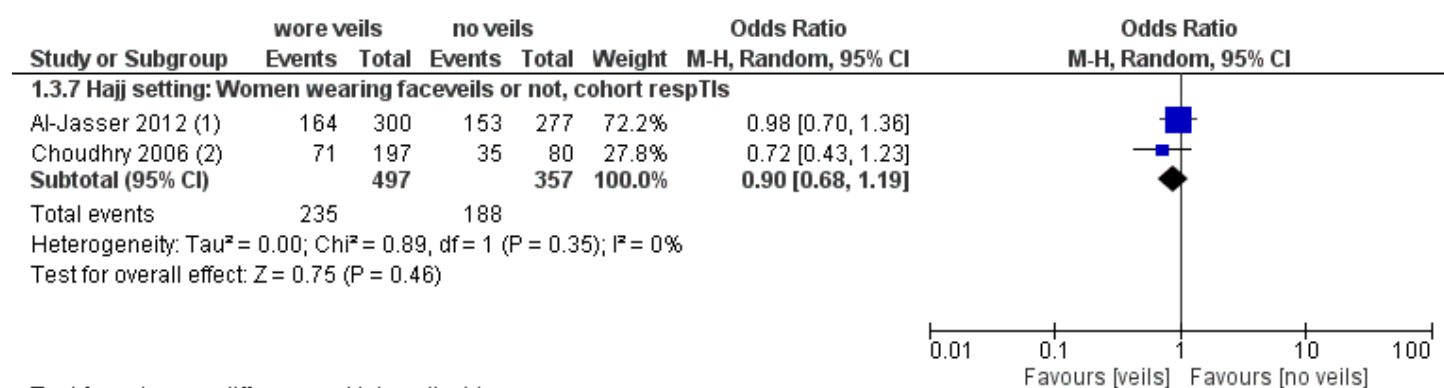 wore veils no veils Odds Ratio Odds Ratio
Study or Subgroup Events Total Events Total Weight M-H, Random, 95% CI M-H, Random, 95% CI
1.3.7 Hajj setting: Women wearing faceveils or not, cohort respTIs
Al-Jasser 2012 (1) 164 300 153 277 72.2% 0.98 [0.70, 1.36]
Choudhry 2006 (2) 71 197 35 80 27.8% 0.72 [0.43, 1.23]
Subtotal (95% CI) 497 357 100.0% 0.90 [0.68, 1.19]
Total events 235 188
Heterogeneity: Tau² = 0.00; Chi² = 0.89, df = 1 (P = 0.35); I² = 0%
Test for overall effect: Z = 0.75 (P = 0.46)
0.01 0.1 1 10 100
Favours [veils] Favours [no veils]